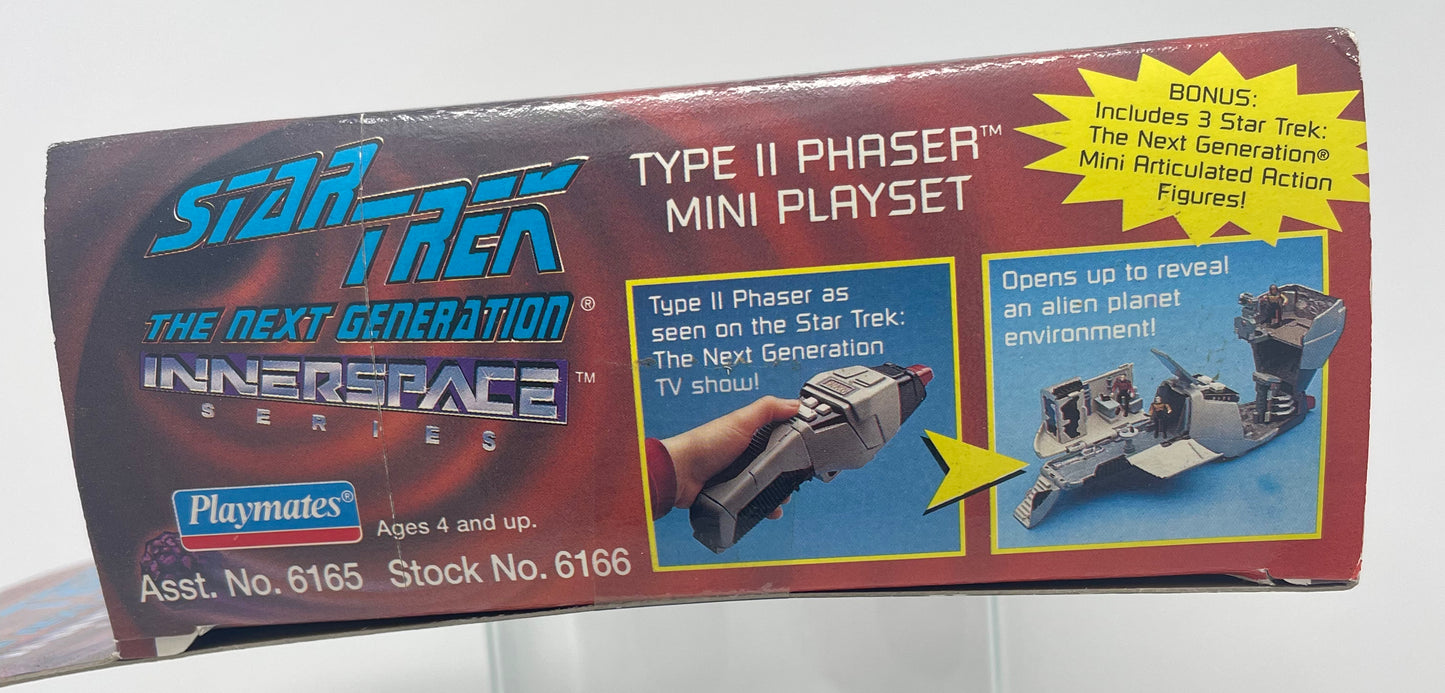 STAR TREK
THE NEXT GENERATION®
INNERSPACE™
SERIES
Playmates®
Ages 4 and up.
Asst. No. 6165 Stock No. 6166
TYPE II PHASER™
MINI PLAYSET
BONUS:
Includes 3 Star Trek:
The Next Generation®
Mini Articulated Action
Figures!
Type II Phaser as
seen on the Star Trek:
The Next Generation
TV show!
Opens up to reveal
an alien planet
environment!